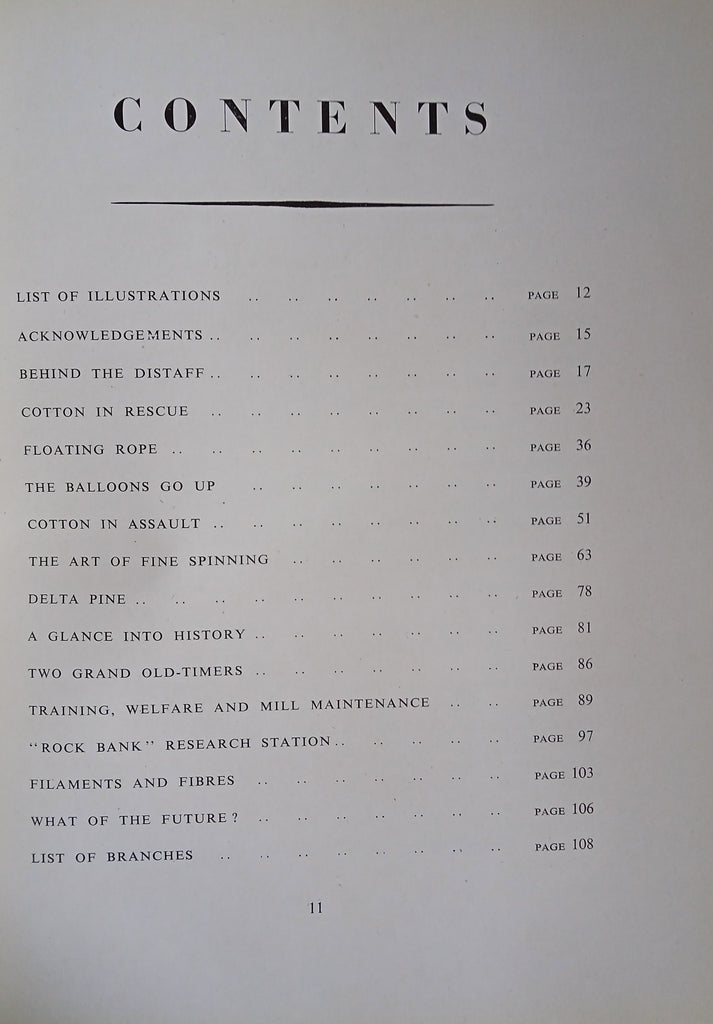 CONTENTS
LIST OF ILLUSTRATIONS .. .. .. .. .. .. .. PAGE 12
ACKNOWLEDGEMENTS .. .. .. .. .. .. .. .. PAGE 15
BEHIND THE DISTAFF .. .. .. .. .. .. .. .. PAGE 17
COTTON IN RESCUE .. .. .. .. .. .. .. .. PAGE 23
FLOATING ROPE .. .. .. .. .. .. .. .. .. PAGE 36
THE BALLOONS GO UP .. .. .. .. .. .. .. PAGE 39
COTTON IN ASSAULT .. .. .. .. .. .. .. .. PAGE 51
THE ART OF FINE SPINNING .. .. .. .. .. .. PAGE 63
DELTA PINE .. .. .. .. .. .. .. .. .. .. PAGE 78
A GLANCE INTO HISTORY .. .. .. .. .. .. .. PAGE 81
TWO GRAND OLD-TIMERS .. .. .. .. .. .. .. PAGE 86
TRAINING, WELFARE AND MILL MAINTENANCE .. .. PAGE 89
“ROCK BANK” RESEARCH STATION .. .. .. .. .. PAGE 97
FILAMENTS AND FIBRES .. .. .. .. .. .. .. PAGE 103
WHAT OF THE FUTURE? .. .. .. .. .. .. .. PAGE 106
LIST OF BRANCHES .. .. .. .. .. .. .. .. PAGE 108
11